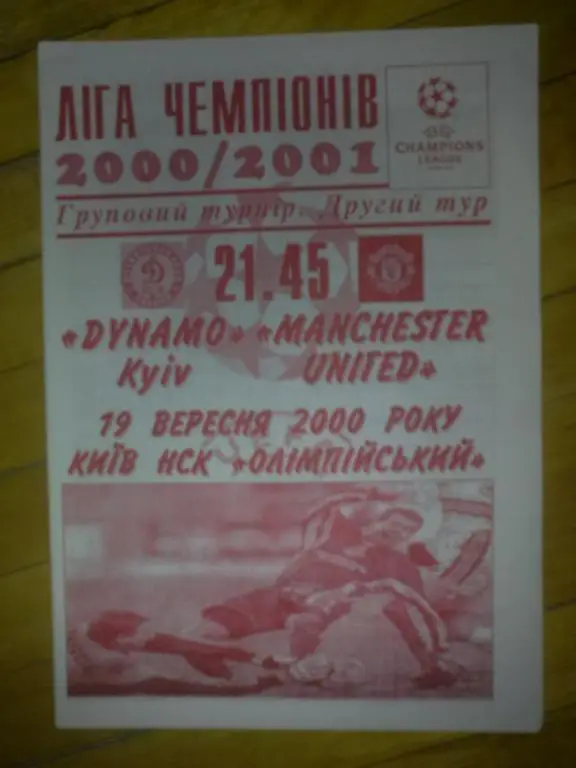 ЛІГА ЧЕМПІОНІВ
2000/2001
CHAMPIONS
LEAGUE
Груповий турнір. Другий тур
21.45
«DYNAMO» «MANCHESTER
Kyiv UNITED»
19 ВЕРЕСНЯ 2000 РОКУ
КИЇВ НСК «ОЛІМПІЙСЬКИЙ»